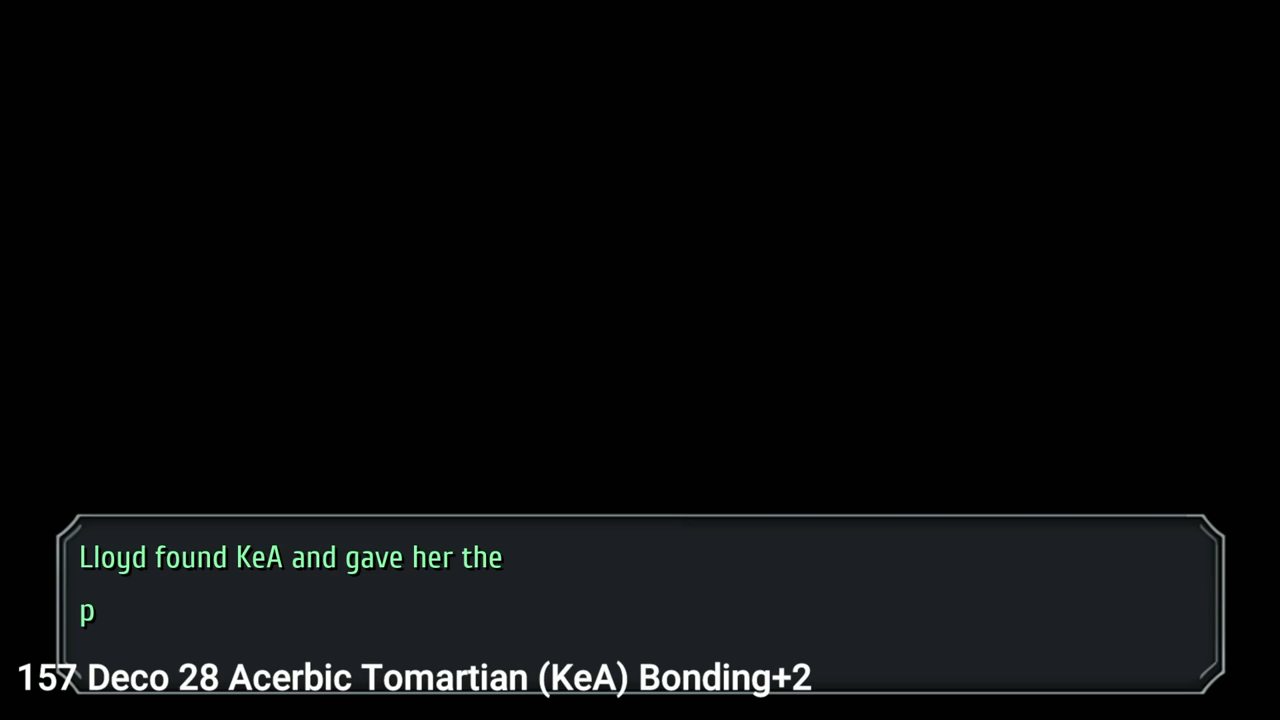 Lloyd found KeA and gave her the
p
157 Deco 28 Acerbic Tomartian (KeA) Bonding+2